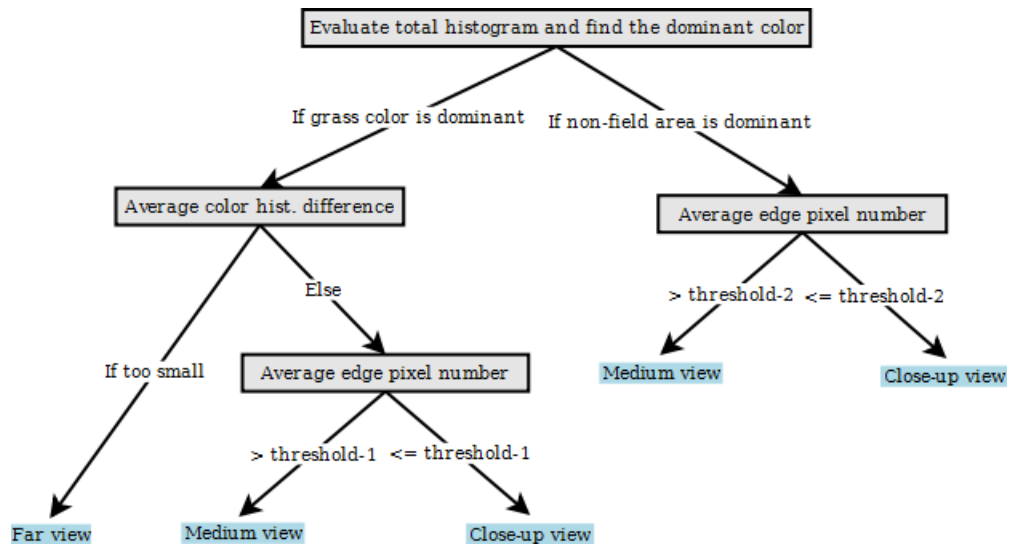 Evaluate total histogram and find the dominant color
If grass color is dominant
If non-field area is dominant
Average color hist. difference
Average edge pixel number
Else
> threshold-2
<= threshold-2
If too small
Average edge pixel number
Medium view
Close-up view
> threshold-1
<= threshold-1
Far view
Medium view
Close-up view